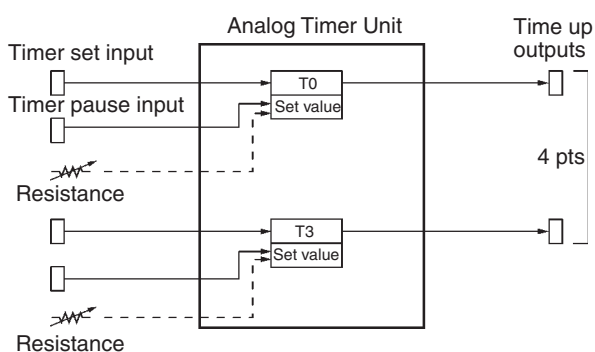 Analog Timer Unit
Time up
outputs
Timer set input
T0
Timer pause input
Set value
4 pts
Resistance
T3
Set value
Resistance